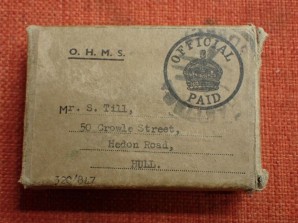 O. H. M. S.
OFFICIAL
PAID
Mr. S. Till,
50 Crowle Street,
Hedon Road,
HULL.